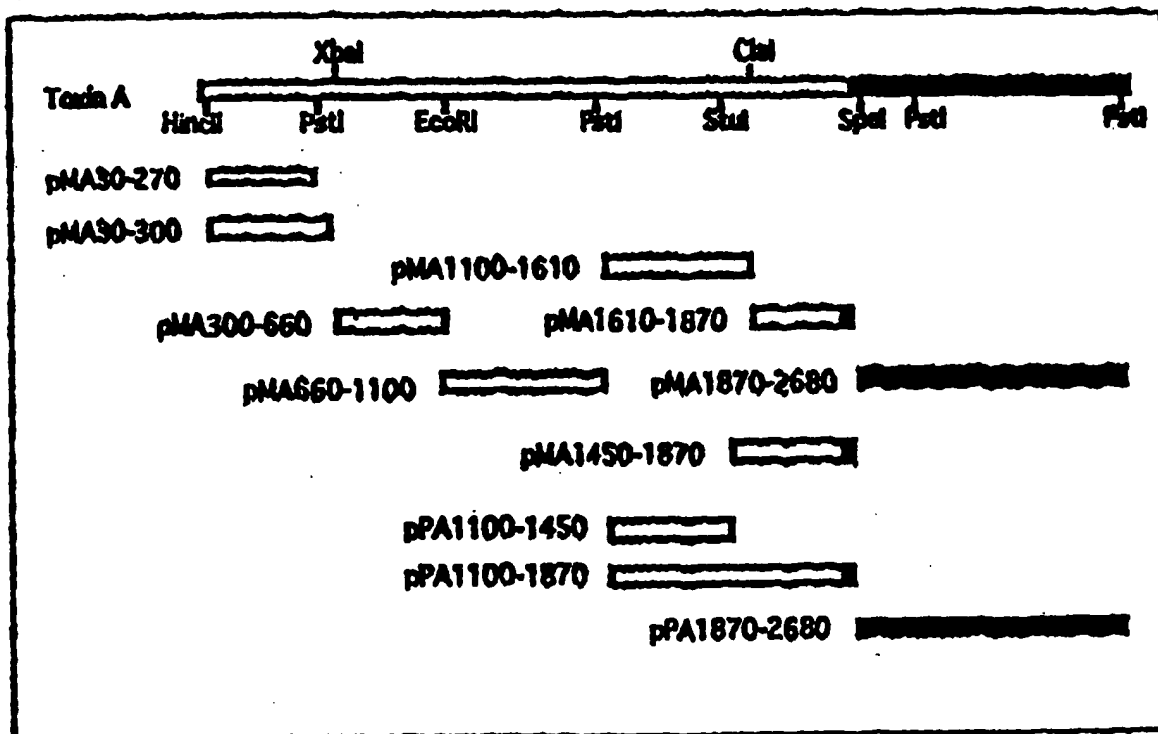 XbaI ClaI
Toxin A
HincII PstI EcoRI PstI StuI SpeI PstI PstI
pMA30-270
pMA30-300
pMA1100-1610
pMA300-660 pMA1610-1870
pMA660-1100 pMA1870-2680
pMA1450-1870
pPA1100-1450
pPA1100-1870
pPA1870-2680